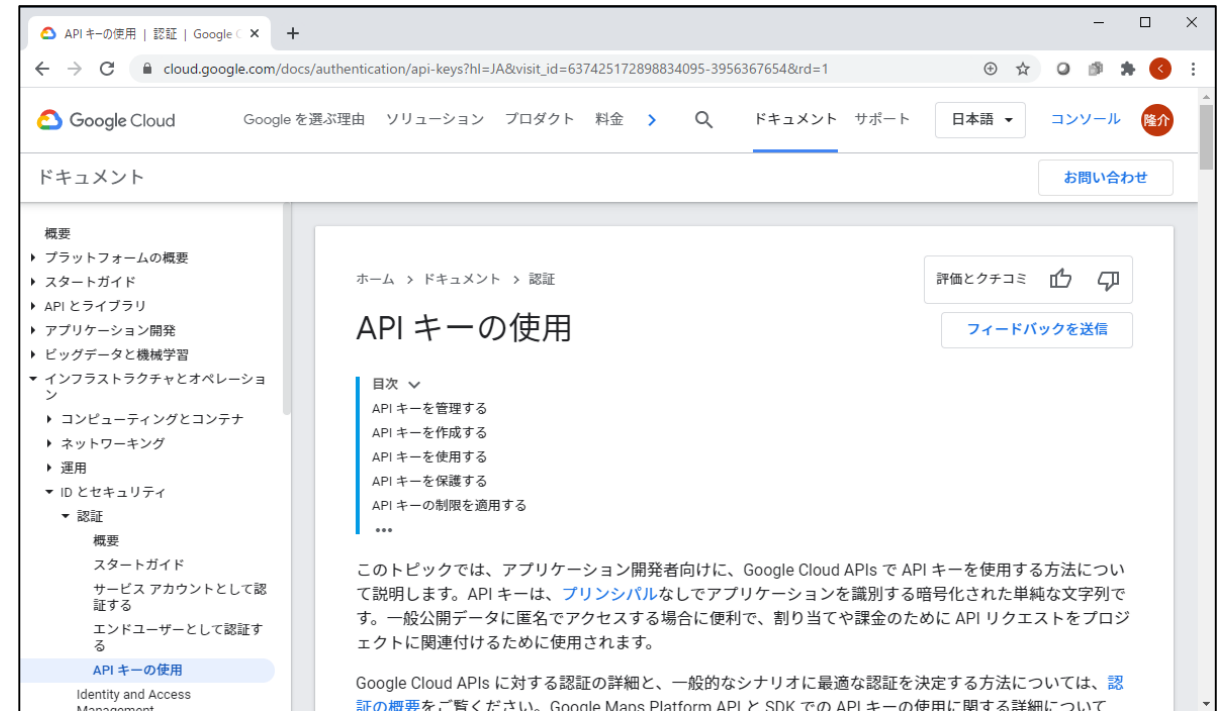 API キーの使用 | 認証 | Google C
cloud.google.com/docs/authentication/api-keys?hl=JA&visit_id=637425172898834095-3956367654&rd=1
Google Cloud Google を選ぶ理由 ソリューション プロダクト 料金 ドキュメント サポート 日本語 コンソール 隆介
ドキュメント お問い合わせ
概要
プラットフォームの概要
スタートガイド
API とライブラリ
アプリケーション開発
ビッグデータと機械学習
インフラストラクチャとオペレーショ
ン
コンピューティングとコンテナ
ネットワーキング
運用
ID とセキュリティ
認証
概要
スタートガイド
サービス アカウントとして認
証する
エンドユーザーとして認証す
る
API キーの使用
Identity and Access
Management
ホーム > ドキュメント > 認証
評価とクチコミ
API キーの使用
フィードバックを送信
目次
API キーを管理する
API キーを作成する
API キーを使用する
API キーを保護する
API キーの制限を適用する
•••
このトピックでは、アプリケーション開発者向けに、Google Cloud APIs で API キーを使用する方法につい
て説明します。API キーは、プリンシパルなしでアプリケーションを識別する暗号化された単純な文字列で
す。一般公開データに匿名でアクセスする場合に便利で、割り当てや課金のために API リクエストをプロジ
ェクトに関連付けるために使用されます。
Google Cloud APIs に対する認証の詳細と、一般的なシナリオに最適な認証を決定する方法については、認
証の概要をご覧ください。Google Maps Platform API と SDK での API キーの使用に関する詳細について